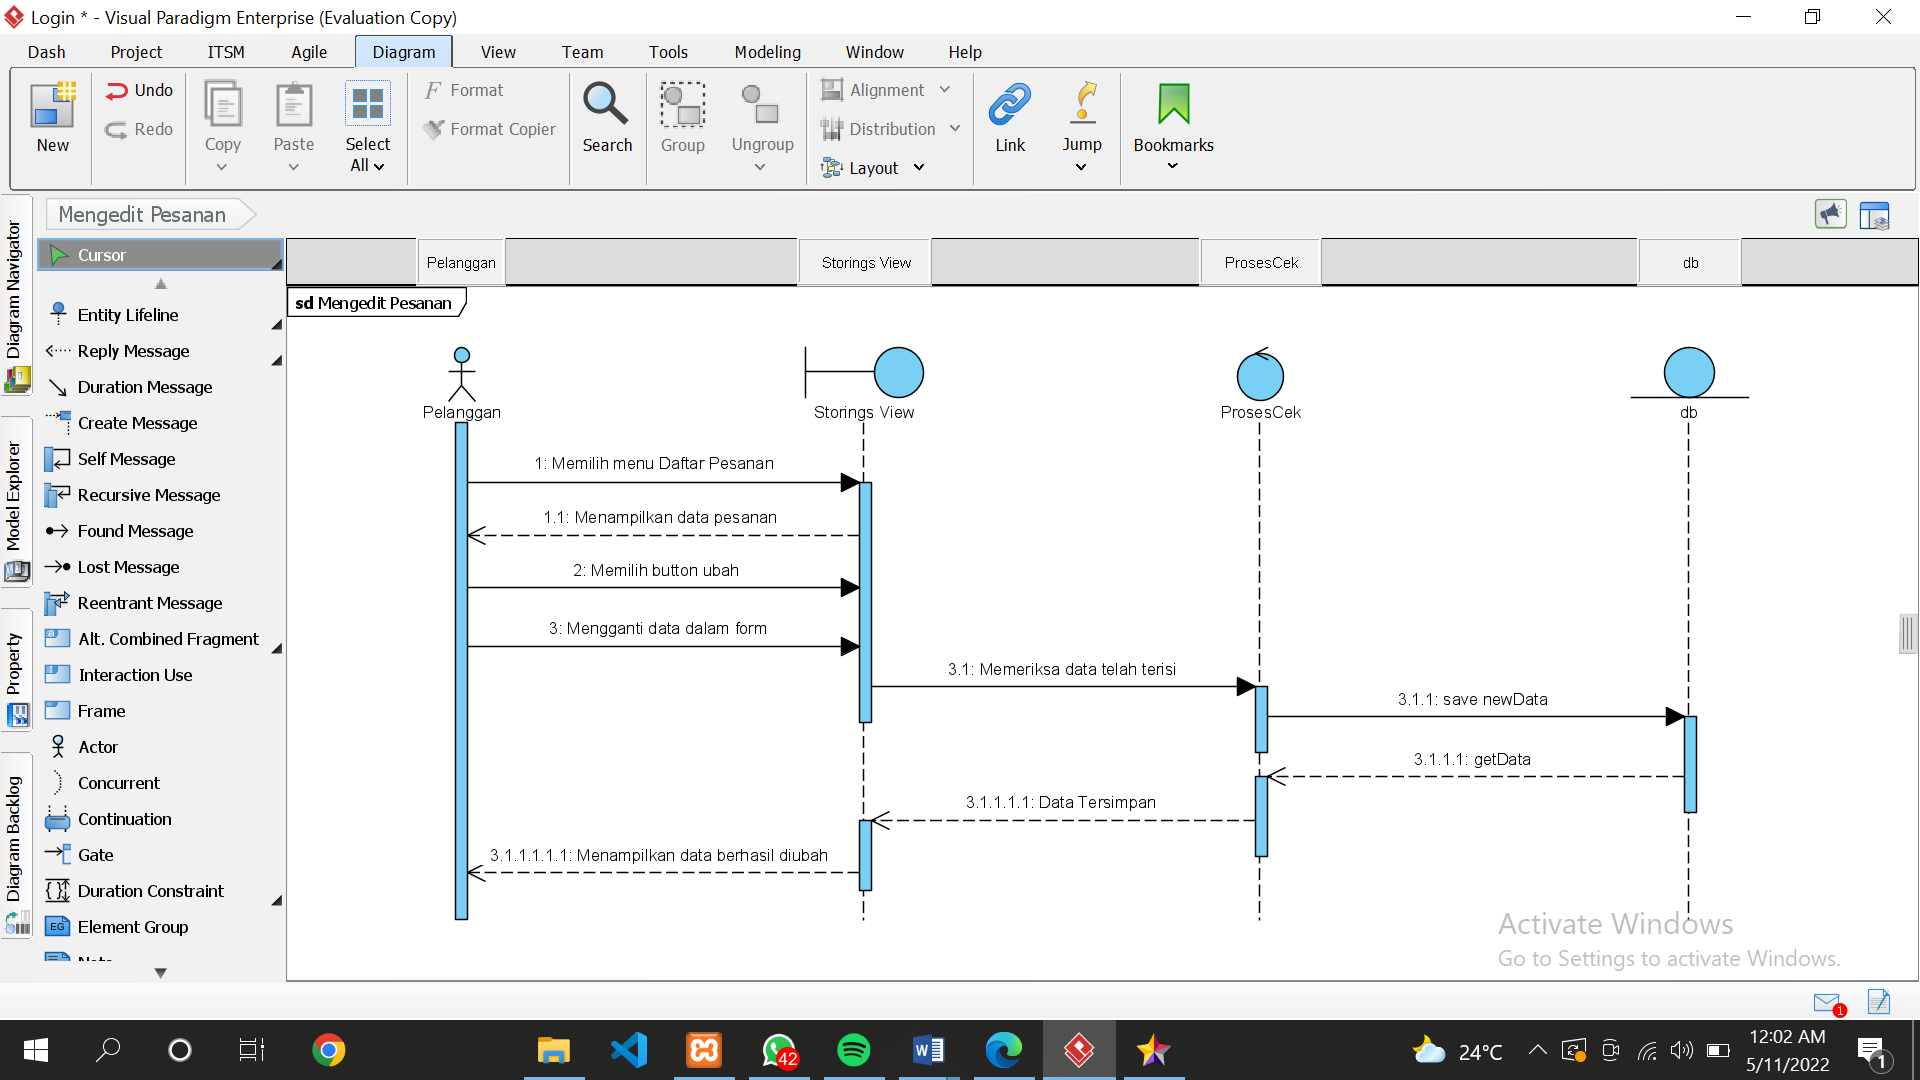 Login * - Visual Paradigm Enterprise (Evaluation Copy)
Dash Project ITSM Agile Diagram View Team Tools Modeling Window Help
New
Undo
Redo
Copy
Paste
Select
All
Format
Format Copier
Search
Group
Ungroup
Alignment
Distribution
Layout
Link
Jump
Bookmarks
Mengedit Pesanan
Diagram Navigator
Model Explorer
Property
Diagram Backlog
Cursor
Entity Lifeline
Reply Message
Duration Message
Create Message
Self Message
Recursive Message
Found Message
Lost Message
Reentrant Message
Alt. Combined Fragment
Interaction Use
Frame
Actor
Concurrent
Continuation
Gate
Duration Constraint
EG Element Group
Pelanggan Storings View ProsesCek db
sd Mengedit Pesanan
Pelanggan Storings View ProsesCek db
1: Memilih menu Daftar Pesanan
1.1: Menampilkan data pesanan
2: Memilih button ubah
3: Mengganti data dalam form
3.1: Memeriksa data telah terisi
3.1.1: save newData
3.1.1.1: getData
3.1.1.1.1: Data Tersimpan
3.1.1.1.1.1: Menampilkan data berhasil diubah
Activate Windows
Go to Settings to activate Windows.
1
42
24°C
12:02 AM
5/11/2022
1